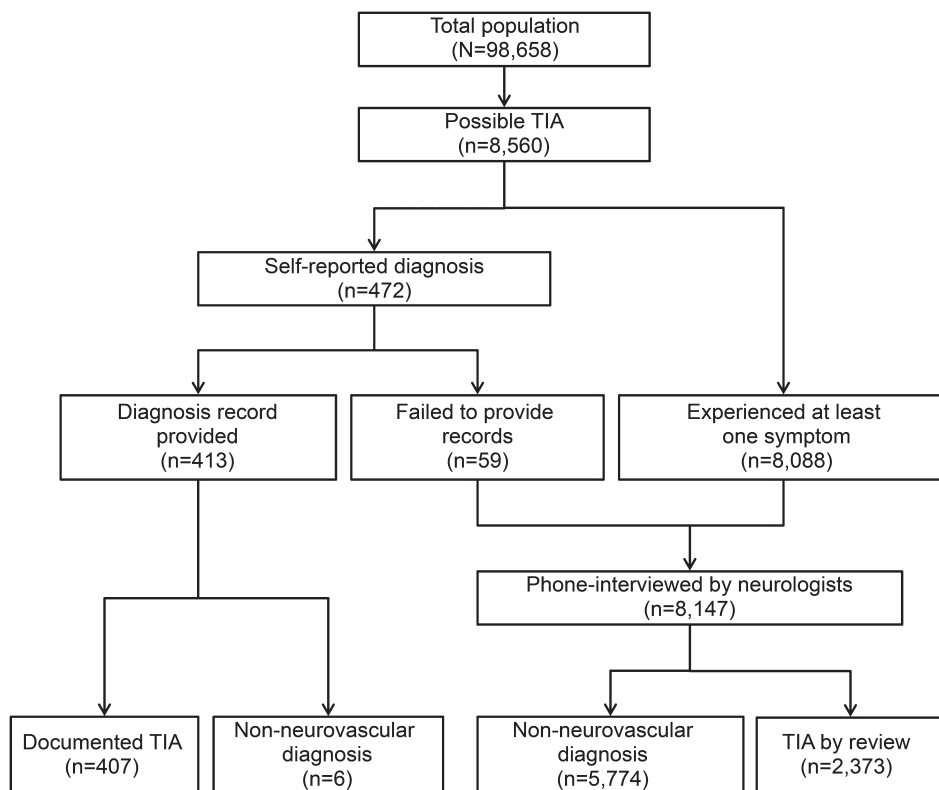 Total population
(N=98,658)
Possible TIA
(n=8,560)
Self-reported diagnosis
(n=472)
Diagnosis record
provided
(n=413)
Failed to provide
records
(n=59)
Experienced at least
one symptom
(n=8,088)
Phone-interviewed by neurologists
(n=8,147)
Documented TIA
(n=407)
Non-neurovascular
diagnosis
(n=6)
Non-neurovascular
diagnosis
(n=5,774)
TIA by review
(n=2,373)